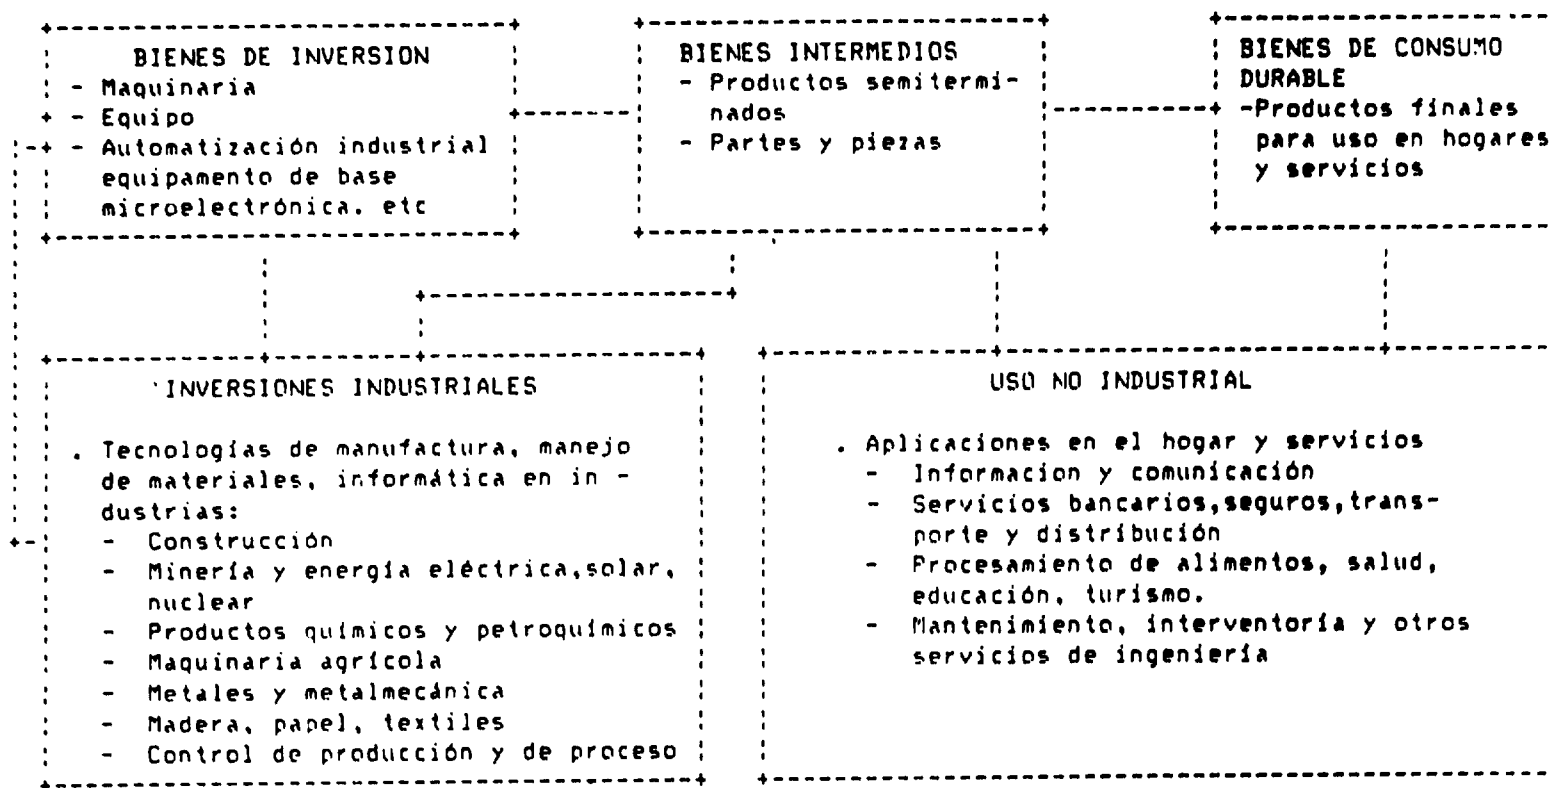 BIENES DE INVERSION
- Maquinaria
- Equipo
- Automatización industrial
equipamento de base
microelectrónica. etc
BIENES INTERMEDIOS
- Productos semitermi-
nados
- Partes y piezas
BIENES DE CONSUMO
DURABLE
-Productos finales
para uso en hogares
y servicios
INVERSIONES INDUSTRIALES
. Tecnologías de manufactura, manejo
de materiales, informática en in -
dustrias:
- Construcción
- Minería y energía eléctrica,solar,
nuclear
- Productos químicos y petroquímicos
- Maquinaria agrícola
- Metales y metalmecánica
- Madera, papel, textiles
- Control de producción y de proceso
USO NO INDUSTRIAL
. Aplicaciones en el hogar y servicios
- Informacion y comunicación
- Servicios bancarios,seguros,trans-
porte y distribución
- Procesamiento de alimentos, salud,
educación, turismo.
- Mantenimiento, interventoría y otros
servicios de ingeniería